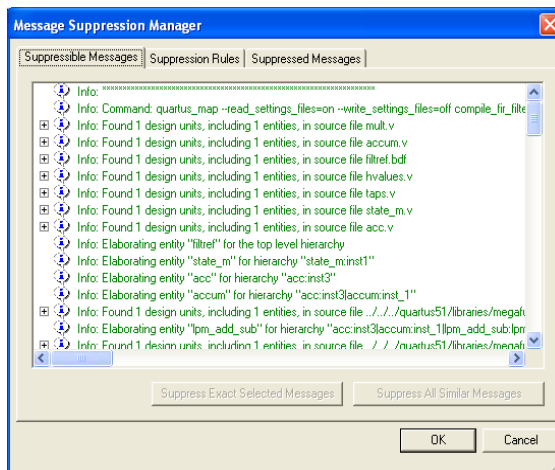 Message Suppression Manager
Suppressible Messages Suppression Rules Suppressed Messages
Info: *******************************************************************
Info: Command: quartus_map --read_settings_files=on --write_settings_files=off compile_fir_filte
Info: Found 1 design units, including 1 entities, in source file mult.v
Info: Found 1 design units, including 1 entities, in source file accum.v
Info: Found 1 design units, including 1 entities, in source file filtref.bdf
Info: Found 1 design units, including 1 entities, in source file hvalues.v
Info: Found 1 design units, including 1 entities, in source file taps.v
Info: Found 1 design units, including 1 entities, in source file state_m.v
Info: Found 1 design units, including 1 entities, in source file acc.v
Info: Elaborating entity "filtref" for the top level hierarchy
Info: Elaborating entity "state_m" for hierarchy "state_m:inst1"
Info: Elaborating entity "acc" for hierarchy "acc:inst3"
Info: Elaborating entity "accum" for hierarchy "acc:inst3|accum:inst_1"
Info: Found 1 design units, including 1 entities, in source file ../../../quartus51/libraries/megafu
Info: Elaborating entity "lpm_add_sub" for hierarchy "acc:inst3|accum:inst_1|lpm_add_sub:lpm
Info: Found 1 design units, including 1 entities, in source file ../../../quartus51/libraries/megafu
Suppress Exact Selected Messages Suppress All Similar Messages
OK Cancel